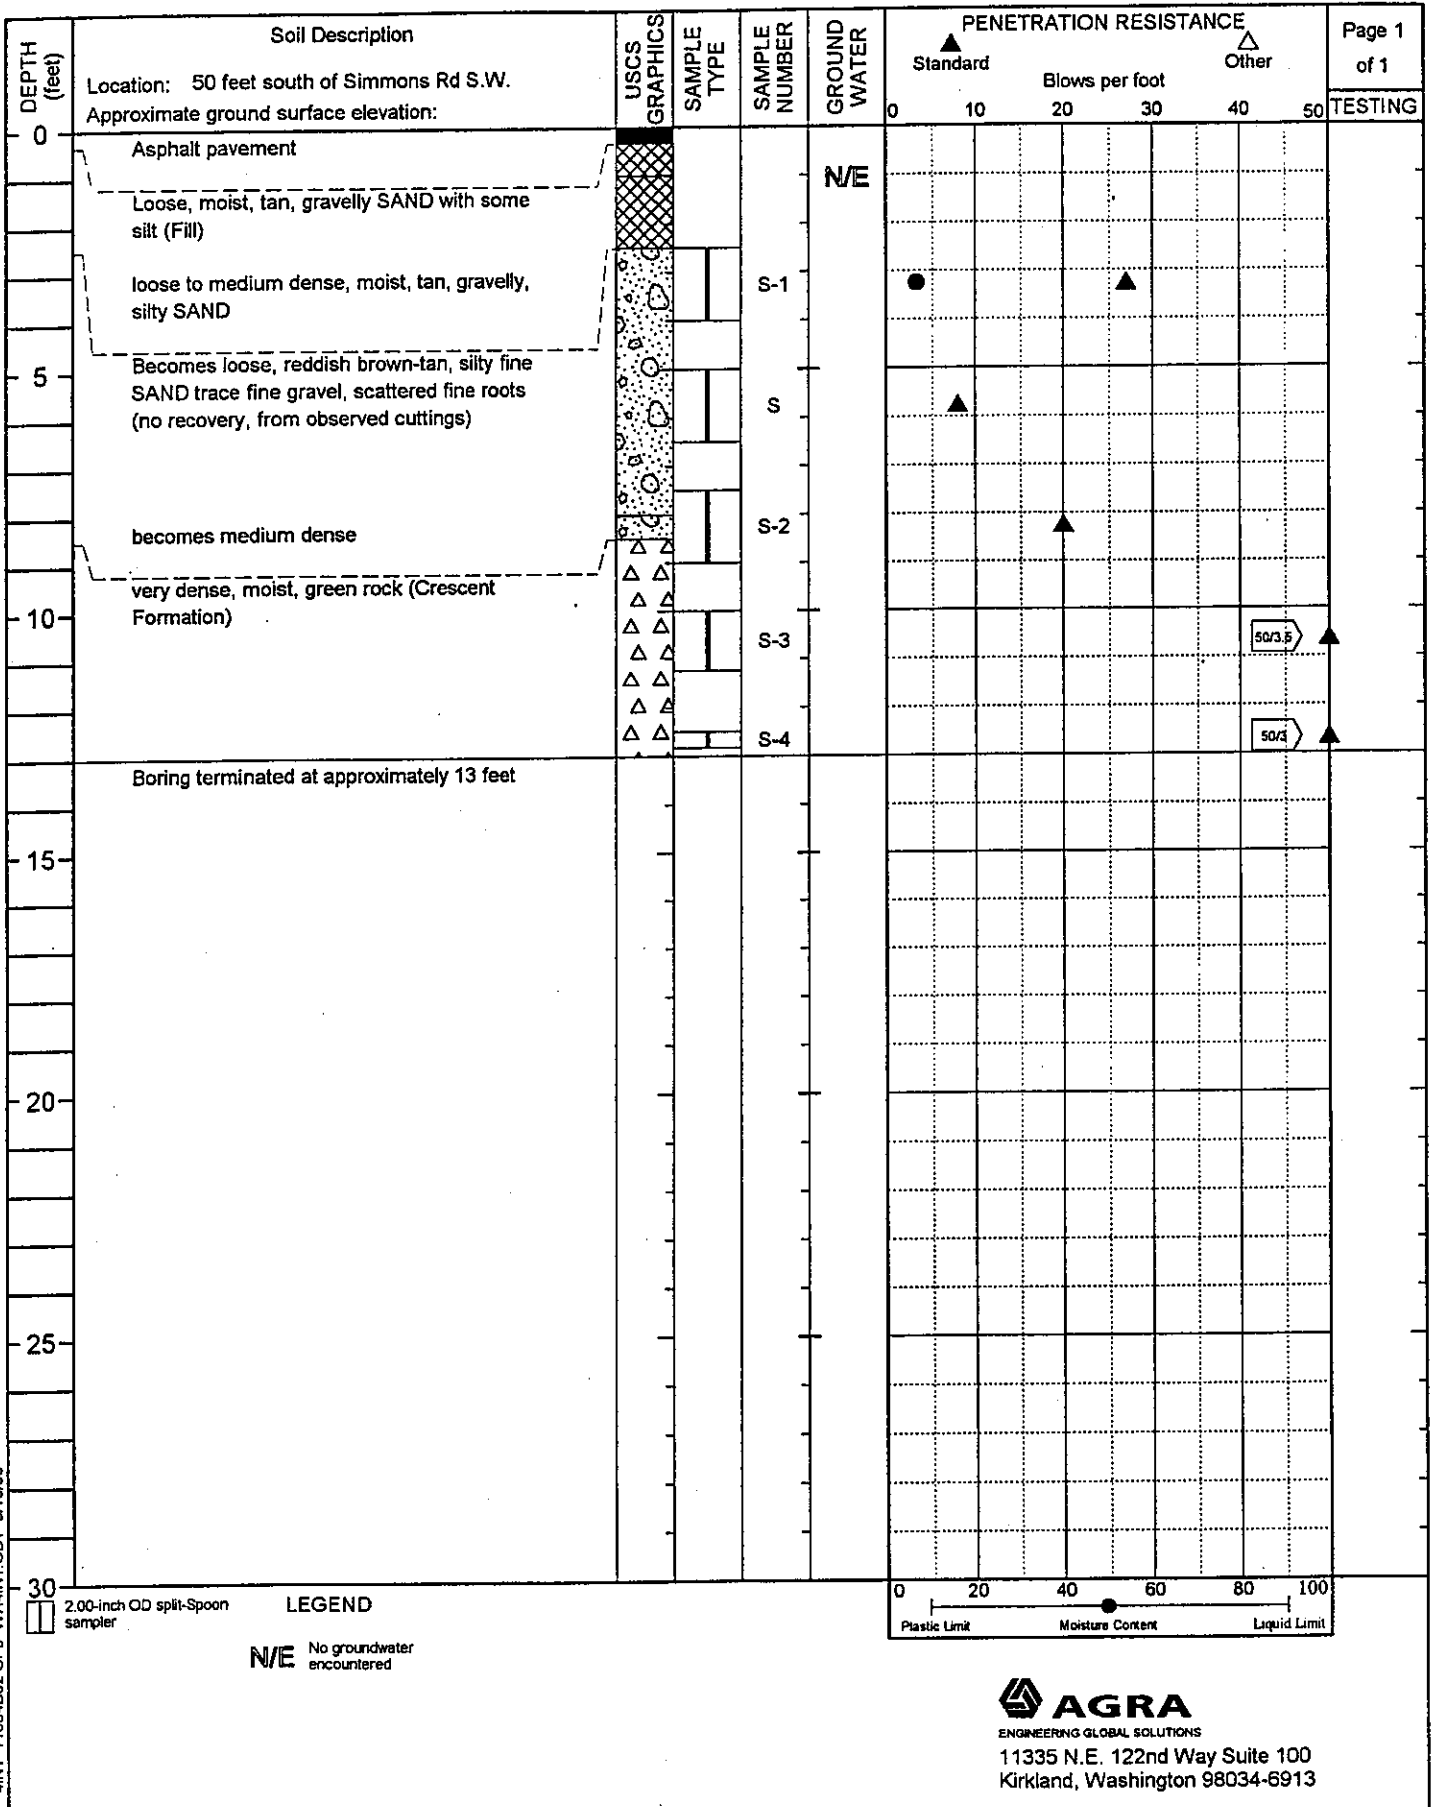 DEPTH
(feet)
Soil Description
Location: 50 feet south of Simmons Rd S.W.
Approximate ground surface elevation:
USCS
GRAPHICS
SAMPLE
TYPE
SAMPLE
NUMBER
GROUND
WATER
PENETRATION RESISTANCE
Standard
Other
Blows per foot
0 10 20 30 40 50
Page 1
of 1
TESTING
0
Asphalt pavement
N/E
Loose, moist, tan, gravelly SAND with some
silt (Fill)
loose to medium dense, moist, tan, gravelly,
silty SAND
S-1
5
Becomes loose, reddish brown-tan, silty fine
SAND trace fine gravel, scattered fine roots
(no recovery, from observed cuttings)
S
becomes medium dense
S-2
very dense, moist, green rock (Crescent
Formation)
10
S-3
50/3.5
S-4
50/3
Boring terminated at approximately 13 feet
15
20
25
30
0 20 40 60 80 100
Plastic Limit
Moisture Content
Liquid Limit
2.00-inch OD split-Spoon
sampler
LEGEND
N/E No groundwater
encountered
AGRA
ENGINEERING GLOBAL SOLUTIONS
11335 N.E. 122nd Way Suite 100
Kirkland, Washington 98034-6913